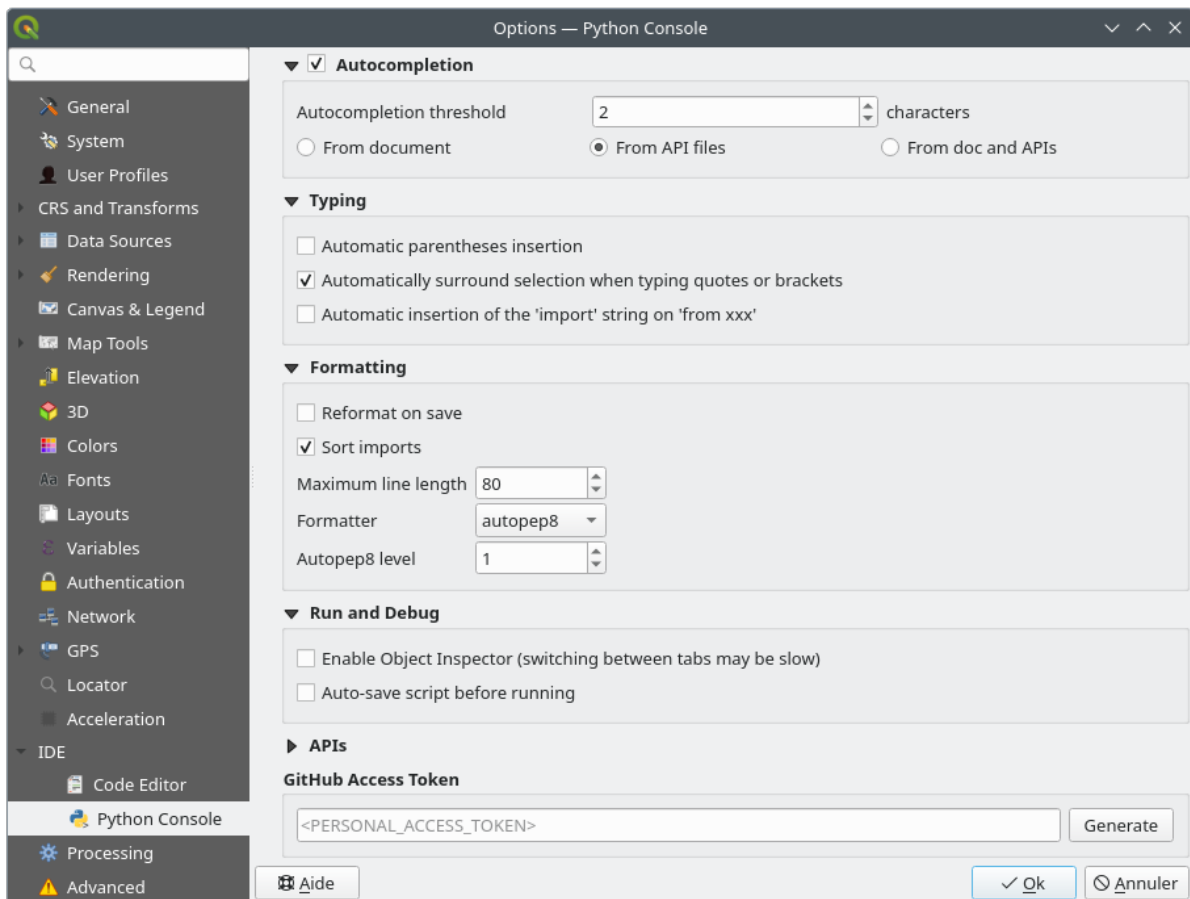 Options — Python Console
General
System
User Profiles
CRS and Transforms
Data Sources
Rendering
Canvas & Legend
Map Tools
Elevation
3D
Colors
Aa Fonts
Layouts
Variables
Authentication
Network
GPS
Locator
Acceleration
IDE
Code Editor
Python Console
Processing
Advanced
Autocompletion
Autocompletion threshold 2 characters
From document From API files From doc and APIs
Typing
Automatic parentheses insertion
Automatically surround selection when typing quotes or brackets
Automatic insertion of the 'import' string on 'from xxx'
Formatting
Reformat on save
Sort imports
Maximum line length 80
Formatter autopep8
Autopep8 level 1
Run and Debug
Enable Object Inspector (switching between tabs may be slow)
Auto-save script before running
APIs
GitHub Access Token
<PERSONAL_ACCESS_TOKEN> Generate
Aide Ok Annuler